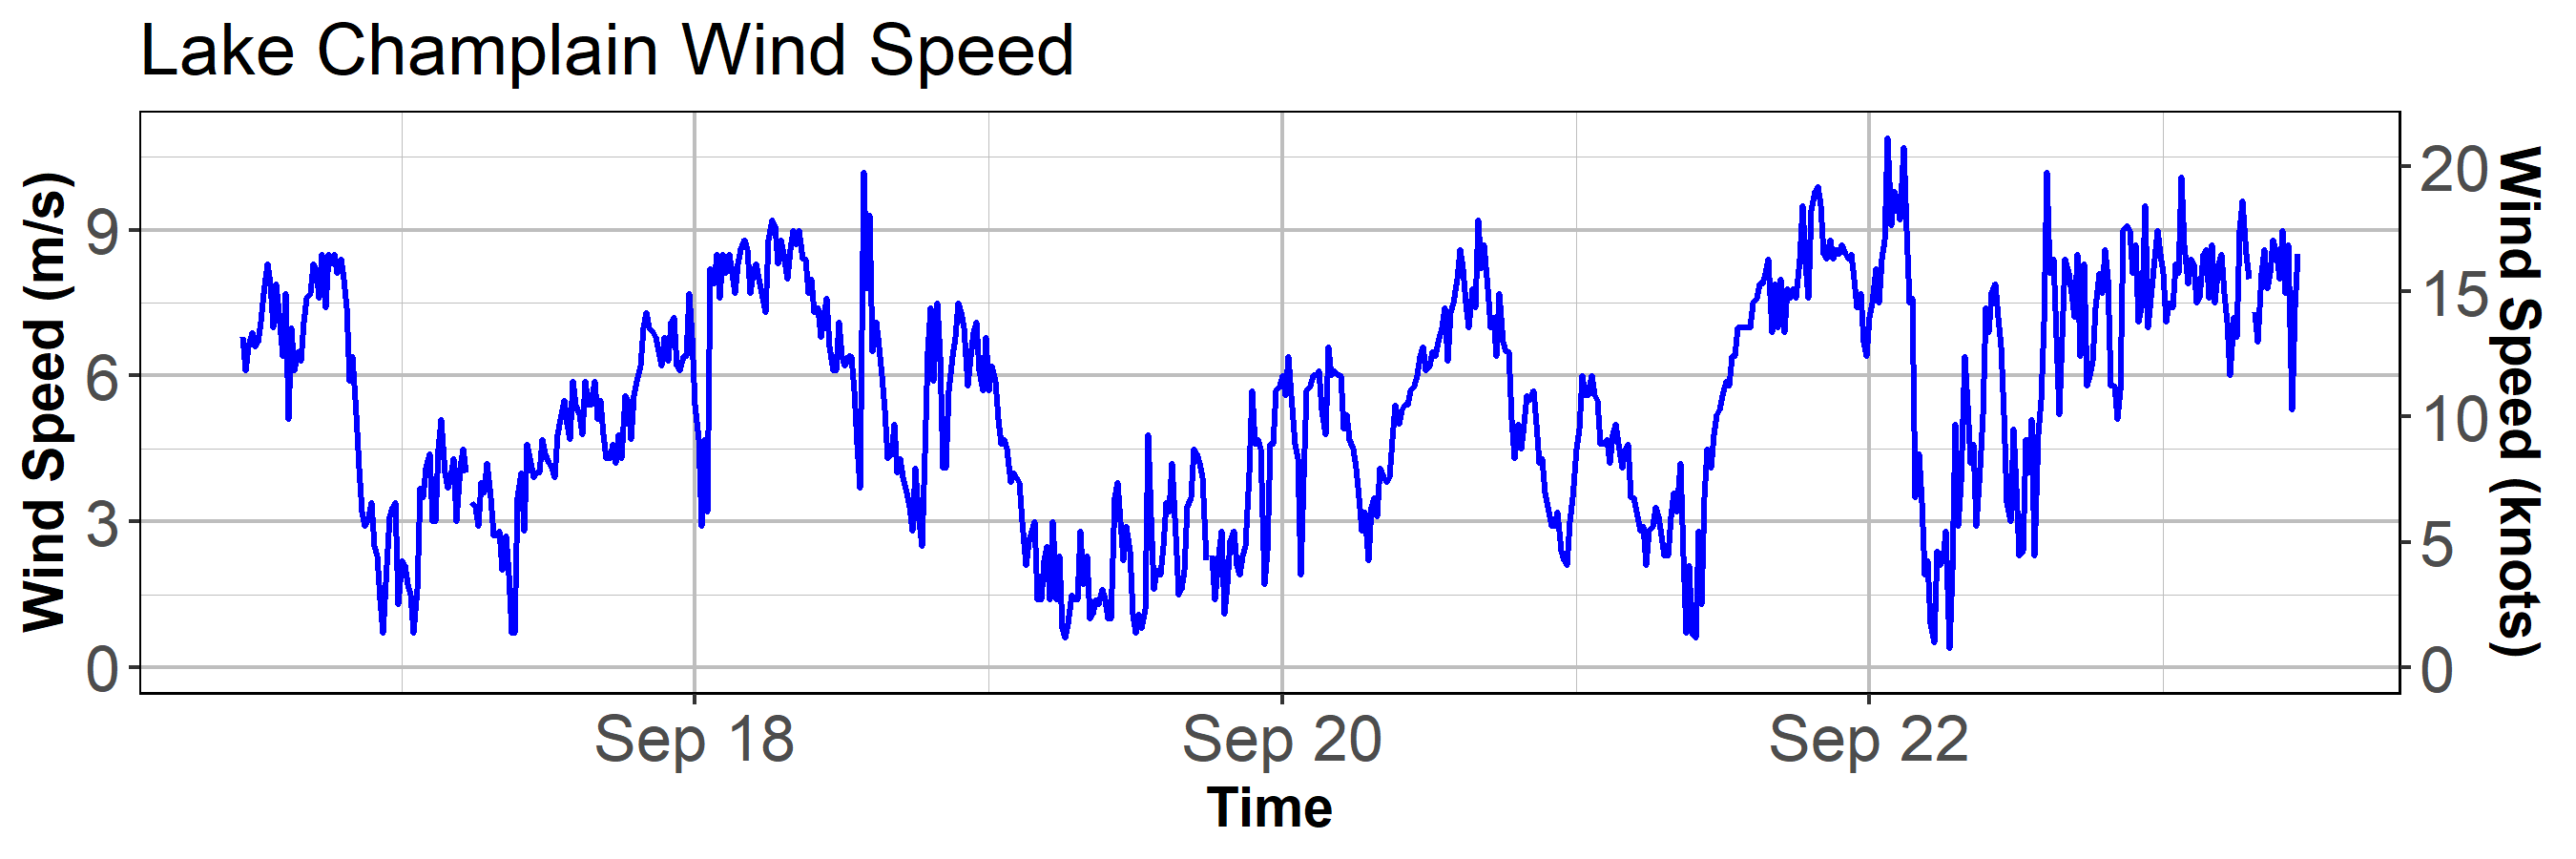 Lake Champlain Wind Speed
Wind Speed (m/s)
9
6
3
0
20
15
10
5
0
Wind Speed (knots)
Sep 18
Sep 20
Sep 22
Time